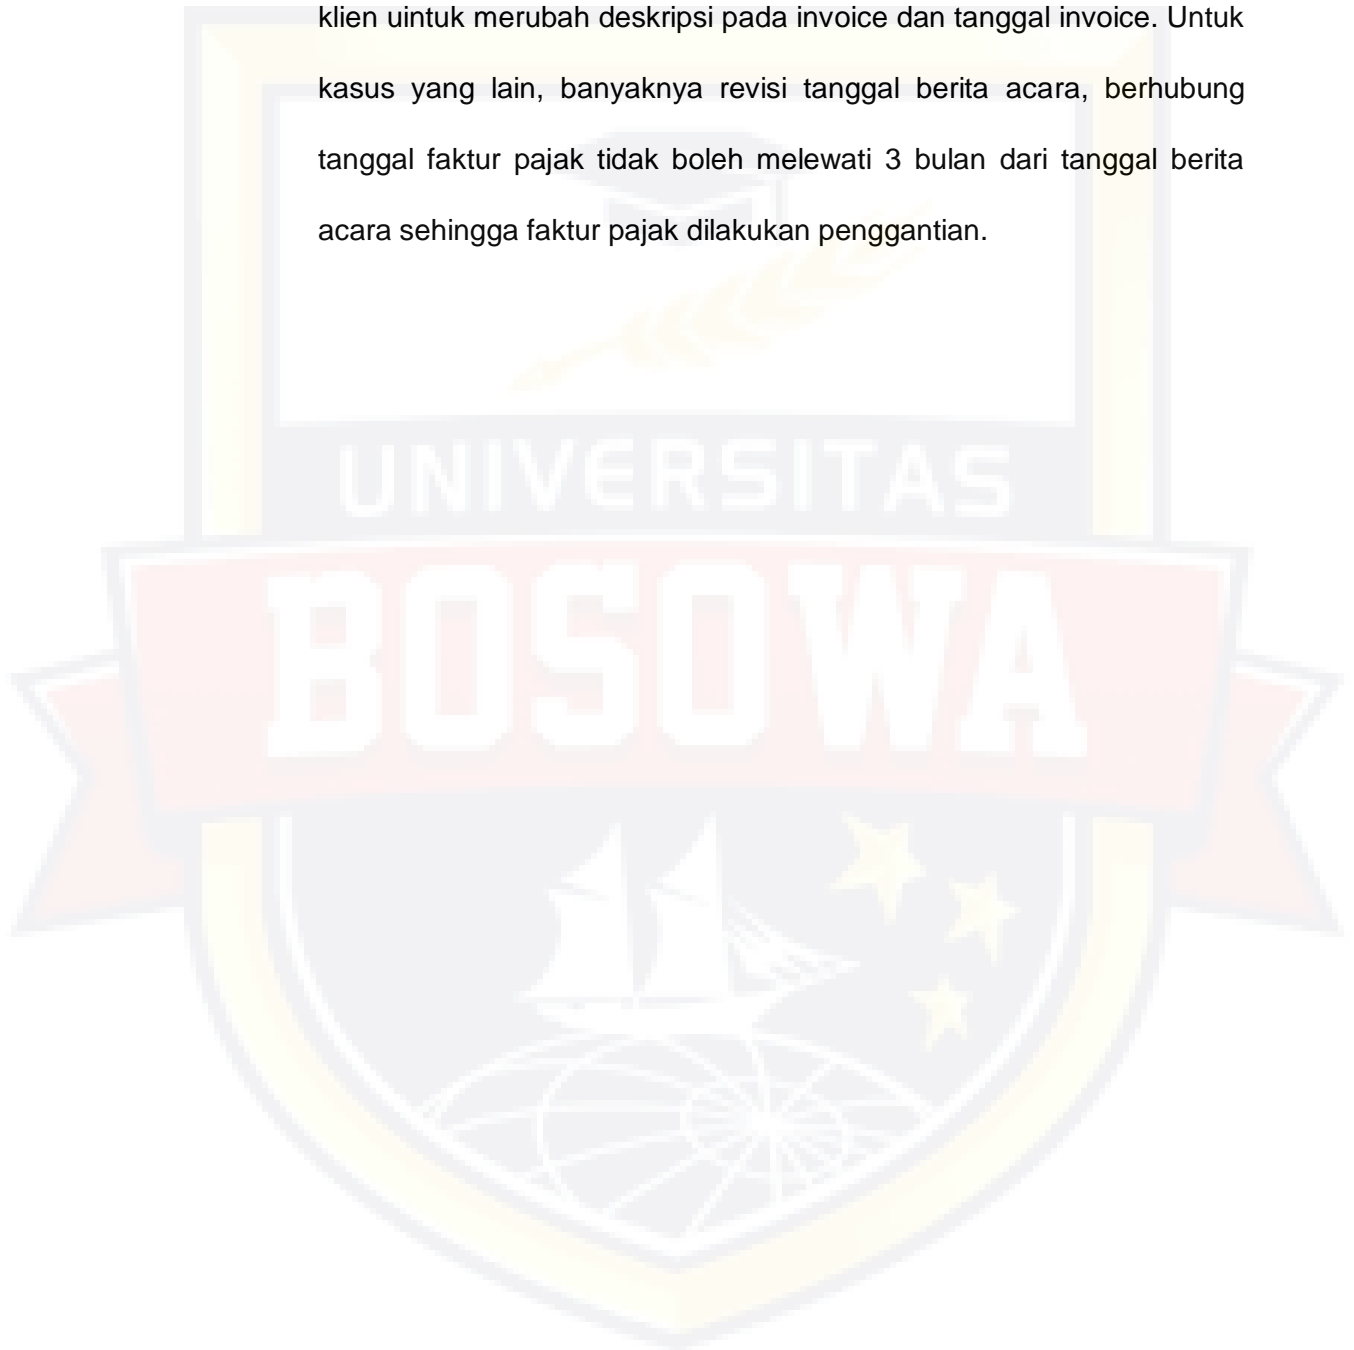 klien uintuk merubah deskripsi pada invoice dan tanggal invoice. Untuk
kasus yang lain, banyaknya revisi tanggal berita acara, berhubung
tanggal faktur pajak tidak boleh melewati 3 bulan dari tanggal berita
acara sehingga faktur pajak dilakukan penggantian.
UNIVERSITAS
BOSOWA